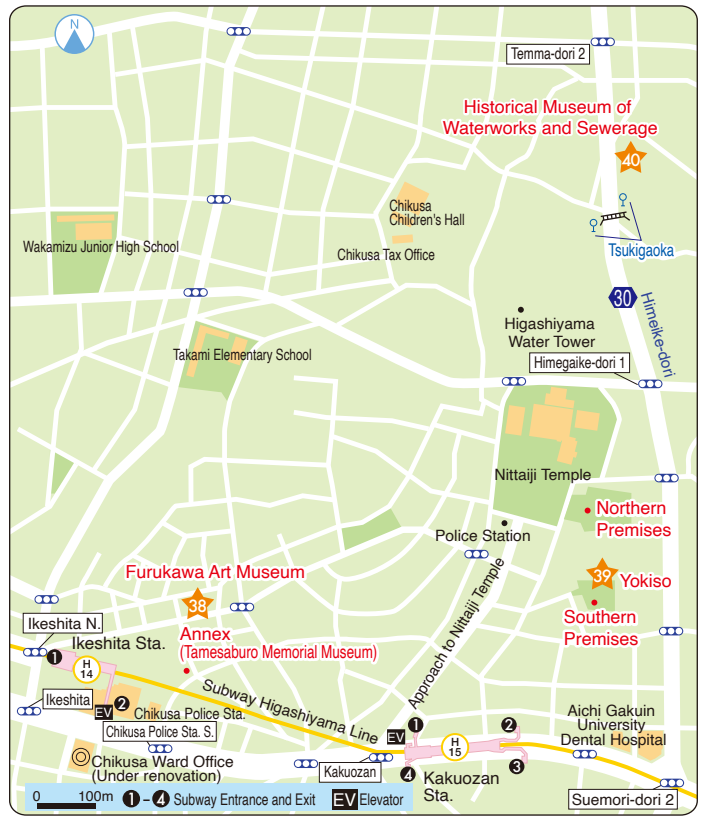 N
Temma-dori 2
Historical Museum of
Waterworks and Sewerage
40
Chikusa
Children's Hall
Wakamizu Junior High School
Chikusa Tax Office
Tsukigaoka
30
Himeike-dori
Higashiyama
Water Tower
Takami Elementary School
Himegaike-dori 1
Nittaiji Temple
Northern
Premises
Police Station
Furukawa Art Museum
39
Yokiso
38
Approach to Nittaiji Temple
Southern
Premises
Ikeshita N.
Annex
(Tamesaburo Memorial Museum)
Ikeshita Sta.
1
H
14
Subway Higashiyama Line
Ikeshita
2
EV
Chikusa Police Sta.
Chikusa Police Sta. S.
Aichi Gakuin
University
Dental Hospital
1
2
EV
H
15
Chikusa Ward Office
(Under renovation)
Kakuozan
4
Kakuozan
Sta.
3
0 100m
1 – 4 Subway Entrance and Exit
EV Elevator
Suemori-dori 2